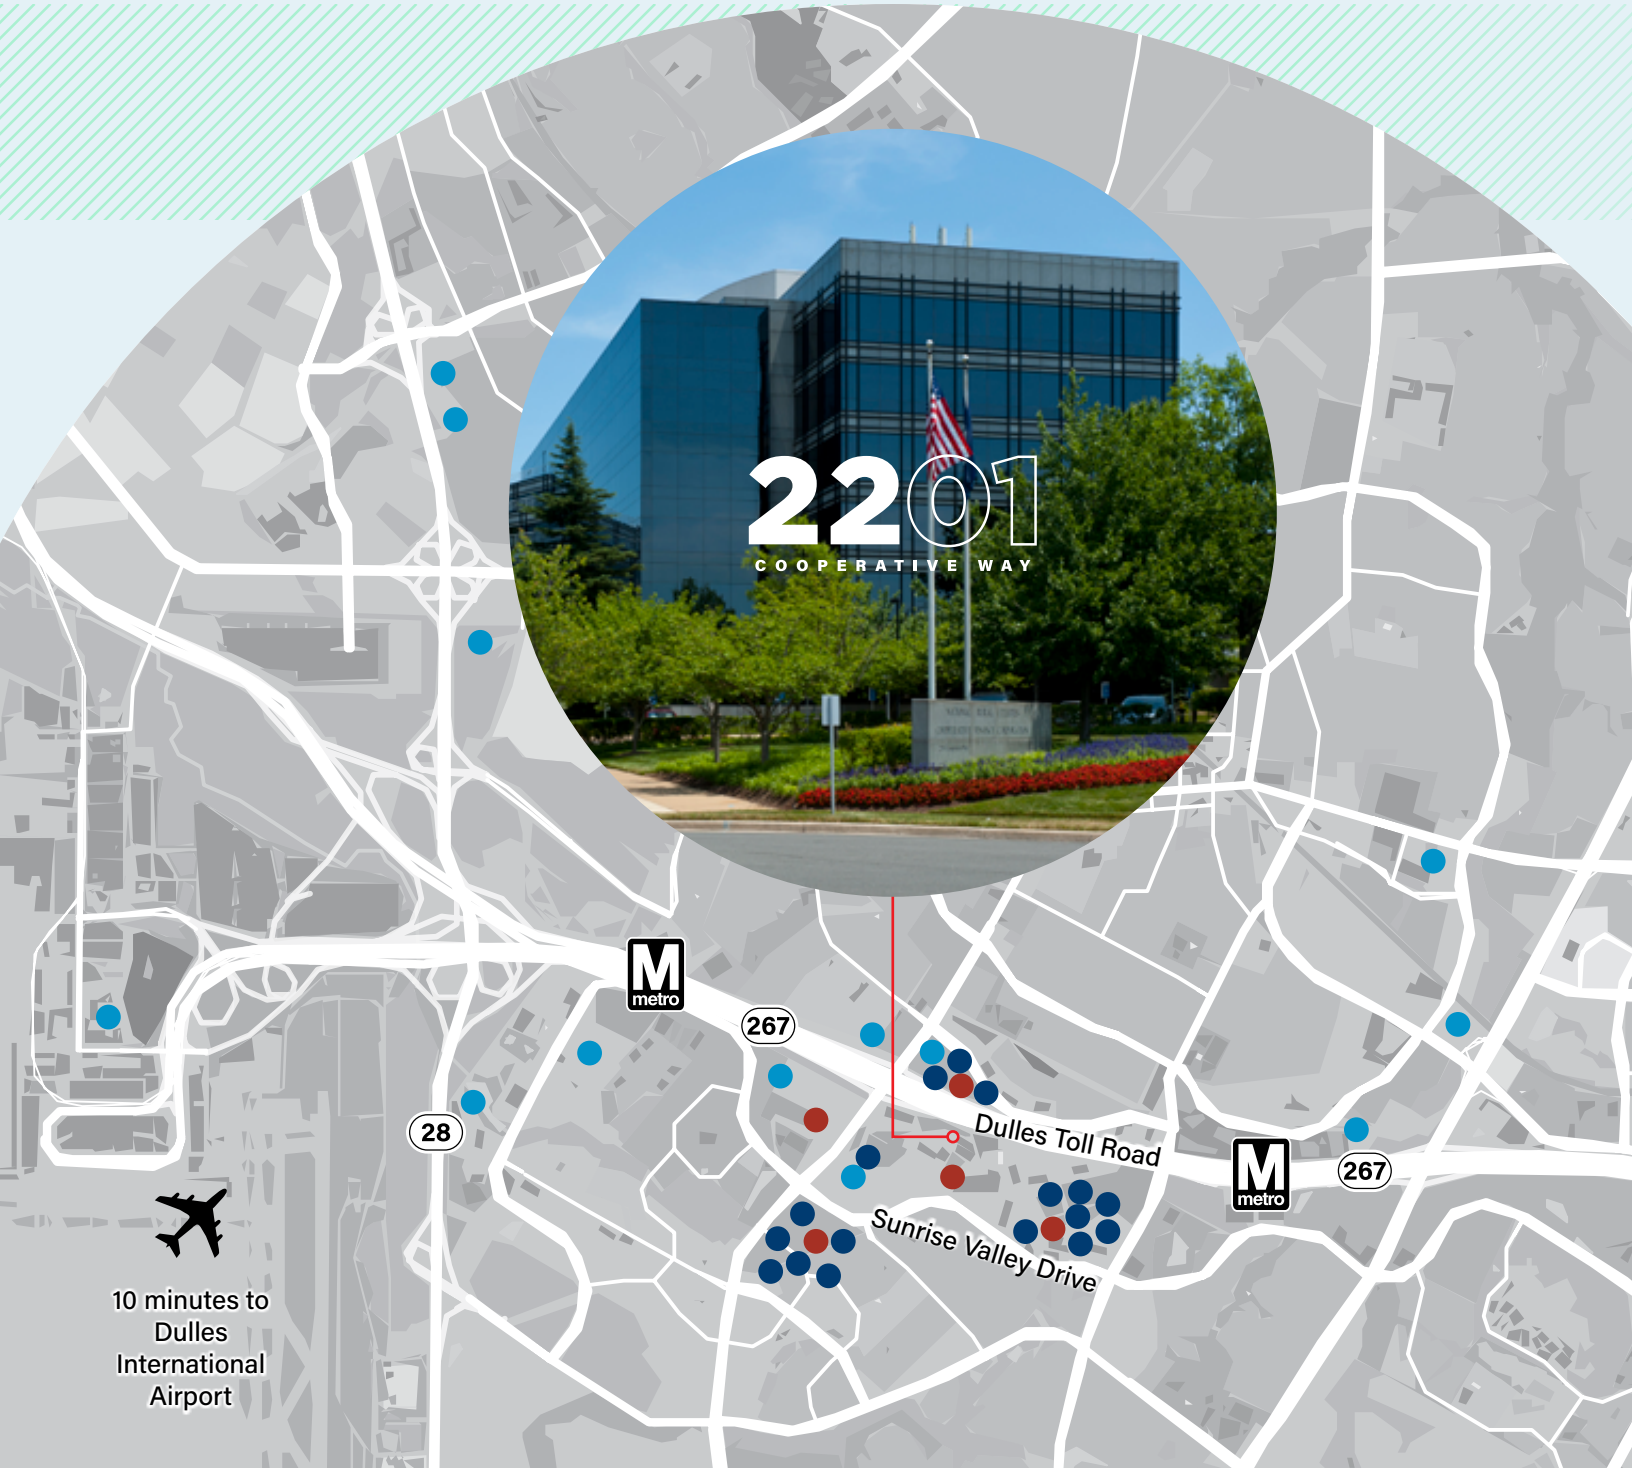 2201
COOPERATIVE WAY
M
metro
267
Dulles Toll Road
28
M
metro
267
Sunrise Valley Drive
10 minutes to
Dulles
International
Airport